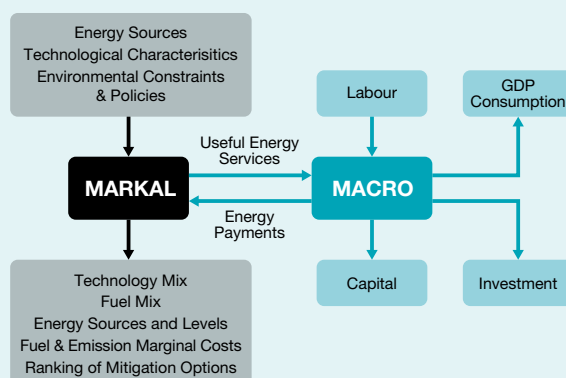 Energy Sources
Technological Characterisitics
Environmental Constraints
& Policies
Labour
GDP
Consumption
Useful Energy
Services
MARKAL
MACRO
Energy
Payments
Technology Mix
Fuel Mix
Energy Sources and Levels
Fuel & Emission Marginal Costs
Ranking of Mitigation Options
Capital
Investment